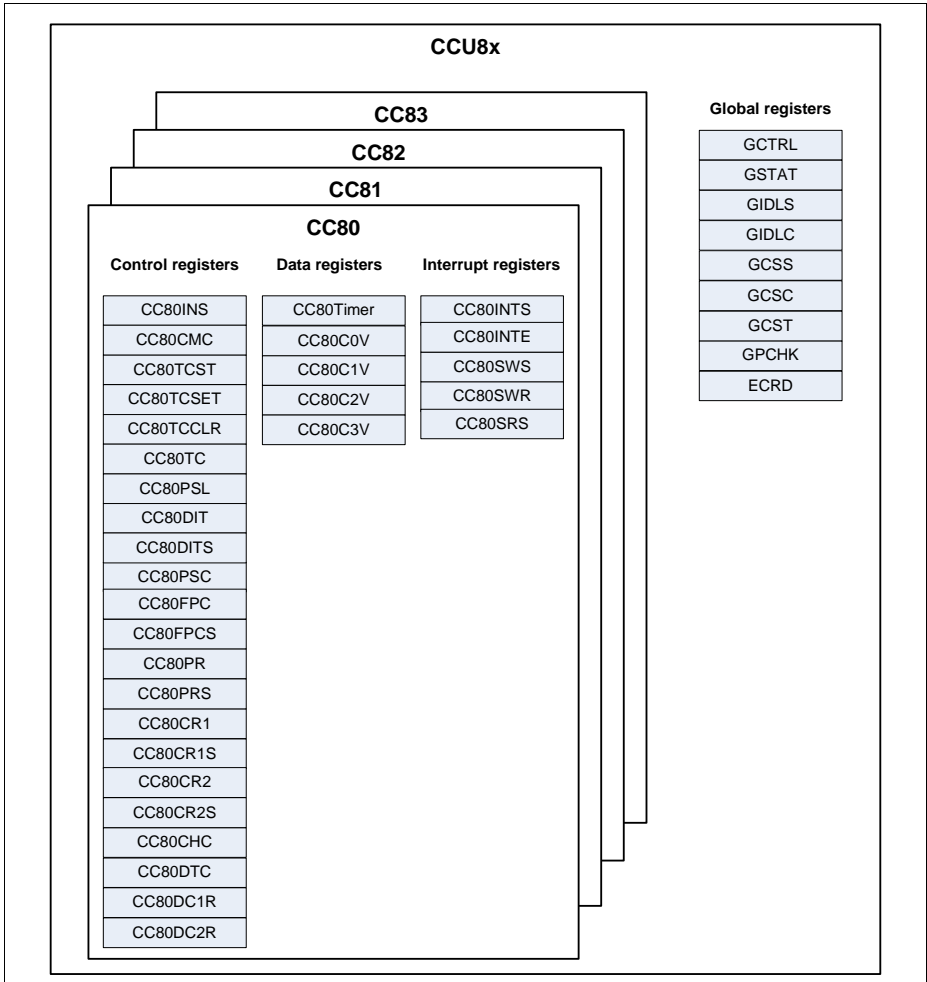 CCU8x
CC83
CC82
CC81
CC80
Control registers
CC80INS
CC80CMC
CC80TCST
CC80TCSET
CC80TCCLR
CC80TC
CC80PSL
CC80DIT
CC80DITS
CC80PSC
CC80FPC
CC80FPCS
CC80PR
CC80PRS
CC80CR1
CC80CR1S
CC80CR2
CC80CR2S
CC80CHC
CC80DTC
CC80DC1R
CC80DC2R
Data registers
CC80Timer
CC80C0V
CC80C1V
CC80C2V
CC80C3V
Interrupt registers
CC80INTS
CC80INTE
CC80SWS
CC80SWR
CC80SRS
Global registers
GCTRL
GSTAT
GIDLS
GIDLC
GCSS
GCSC
GCST
GPCHK
ECRD